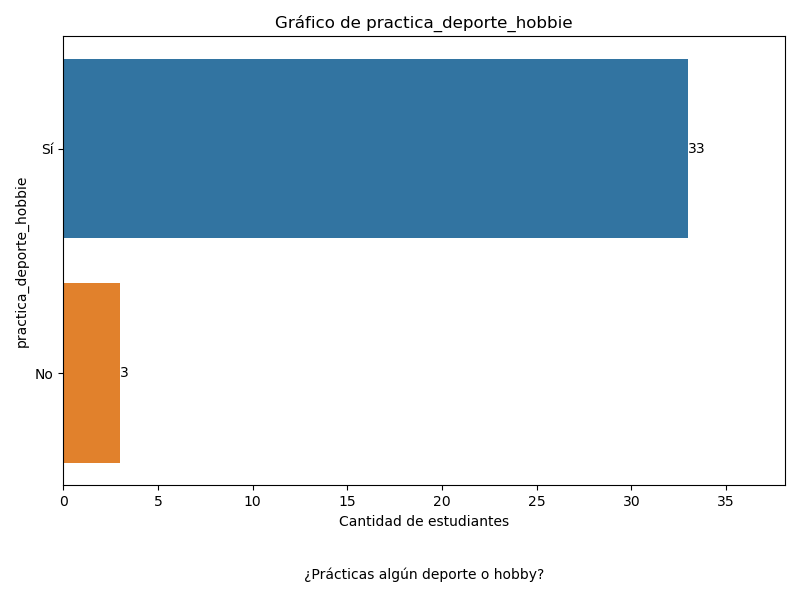 Gráfico de practica_deporte_hobbie
practica_deporte_hobbie
Sí
33
No
3
0 5 10 15 20 25 30 35
Cantidad de estudiantes
¿Prácticas algún deporte o hobby?